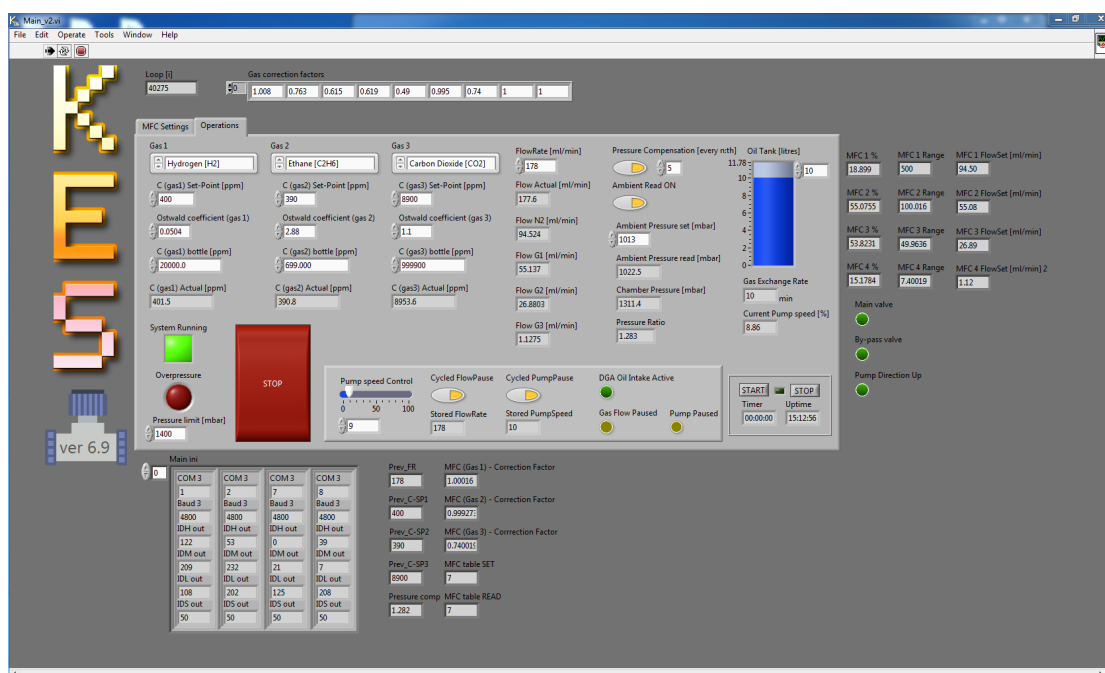 Main_v2.vi
File Edit Operate Tools Window Help
K
E
S
ver 6.9
Loop [i]
40275
Gas correction factors
0 1.008 0.763 0.615 0.619 0.49 0.995 0.74 1 1
MFC Settings Operations
Gas 1
Hydrogen [H2]
C (gas1) Set-Point [ppm]
400
Ostwald coefficient (gas 1)
0.0504
C (gas1) bottle [ppm]
20000.0
C (gas1) Actual [ppm]
401.5
Gas 2
Ethane [C2H6]
C (gas2) Set-Point [ppm]
390
Ostwald coefficient (gas 2)
2.88
C (gas2) bottle [ppm]
699.000
C (gas2) Actual [ppm]
390.8
Gas 3
Carbon Dioxide [CO2]
C (gas3) Set-Point [ppm]
8900
Ostwald coefficient (gas 3)
1.1
C (gas3) bottle [ppm]
999900
C (gas3) Actual [ppm]
8953.6
FlowRate [ml/min]
178
Flow Actual [ml/min]
177.6
Flow N2 [ml/min]
94.524
Flow G1 [ml/min]
55.137
Flow G2 [ml/min]
26.8803
Flow G3 [ml/min]
1.1275
Pressure Compensation [every n:th]
5
Ambient Read ON
Ambient Pressure set [mbar]
1013
Ambient Pressure read [mbar]
1022.5
Chamber Pressure [mbar]
1311.4
Pressure Ratio
1.283
Oil Tank [litres]
11.78
10
8
6
4
2
0
10
Gas Exchange Rate
10 min
Current Pump speed [%]
8.86
MFC 1 % MFC 1 Range MFC 1 FlowSet [ml/min]
18.899 500 94.50
MFC 2 % MFC 2 Range MFC 2 FlowSet [ml/min]
55.0755 100.016 55.08
MFC 3 % MFC 3 Range MFC 3 FlowSet [ml/min]
53.8231 49.9636 26.89
MFC 4 % MFC 4 Range MFC 4 FlowSet [ml/min] 2
15.1784 7.40019 1.12
Main valve
By-pass valve
Pump Direction Up
System Running
Overpressure
Pressure limit [mbar]
1400
STOP
Pump speed Control
0 50 100
9
Cycled FlowPause
Stored FlowRate
178
Cycled PumpPause
Stored PumpSpeed
10
DGA Oil Intake Active
Gas Flow Paused Pump Paused
START STOP
Timer Uptime
00:00:00 15:12:56
Main ini
0
COM 3 COM 3 COM 3 COM 3
1 2 7 8
Baud 3 Baud 3 Baud 3 Baud 3
4800 4800 4800 4800
IDH out IDH out IDH out IDH out
122 53 0 39
IDM out IDM out IDM out IDM out
209 232 21 7
IDL out IDL out IDL out IDL out
108 202 125 208
IDS out IDS out IDS out IDS out
50 50 50 50
Prev_FR MFC (Gas 1) - Correction Factor
178 1.00016
Prev_C-SP1 MFC (Gas 2) - Correction Factor
400 0.999273
Prev_C-SP2 MFC (Gas 3) - Corrrection Factor
390 0.740019
Prev_C-SP3 MFC table SET
8900 7
Pressure comp MFC table READ
1.282 7